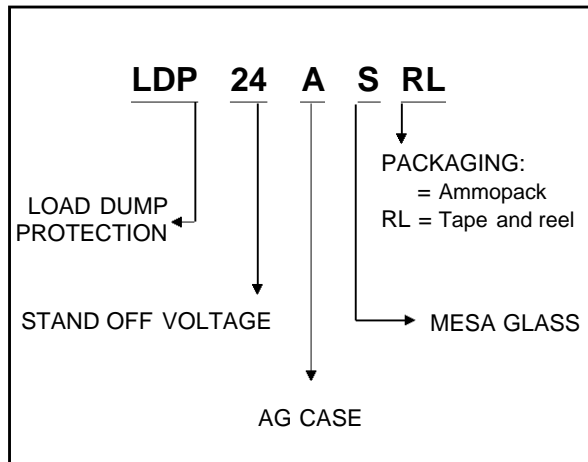 LDP 24 A S RL
PACKAGING:
= Ammopack
RL = Tape and reel
LOAD DUMP
PROTECTION
STAND OFF VOLTAGE
MESA GLASS
AG CASE